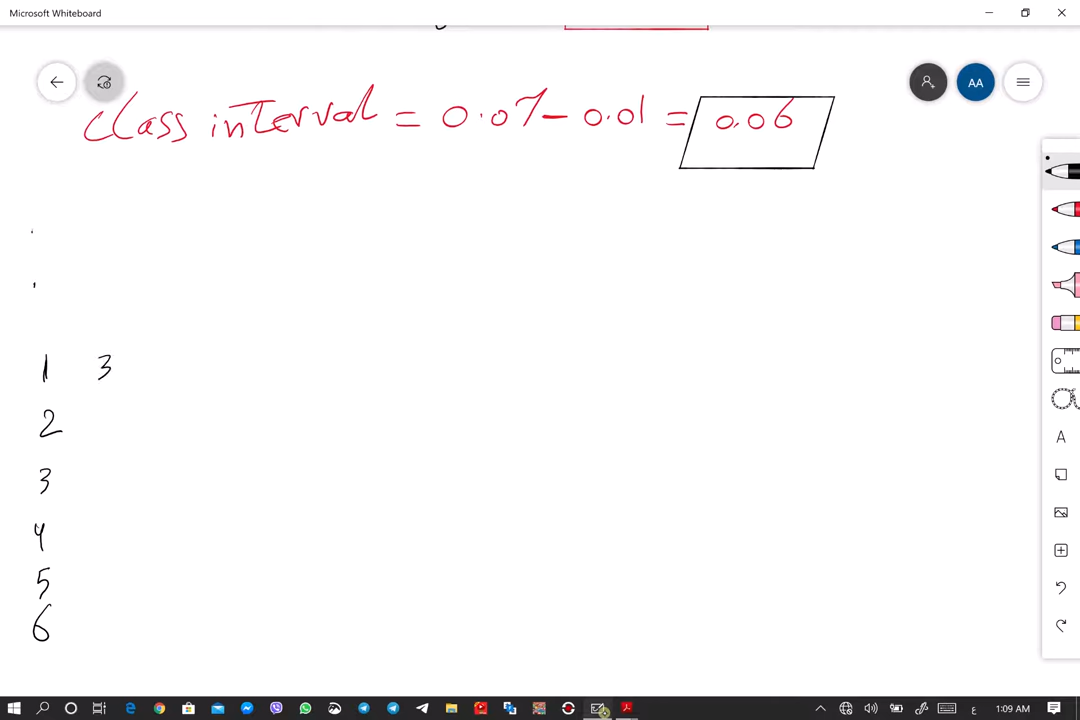 Microsoft Whiteboard
AA
class interval = 0.07 - 0.01 = 0.06
1 3
2
3
4
5
6
A
ع 1:09 AM